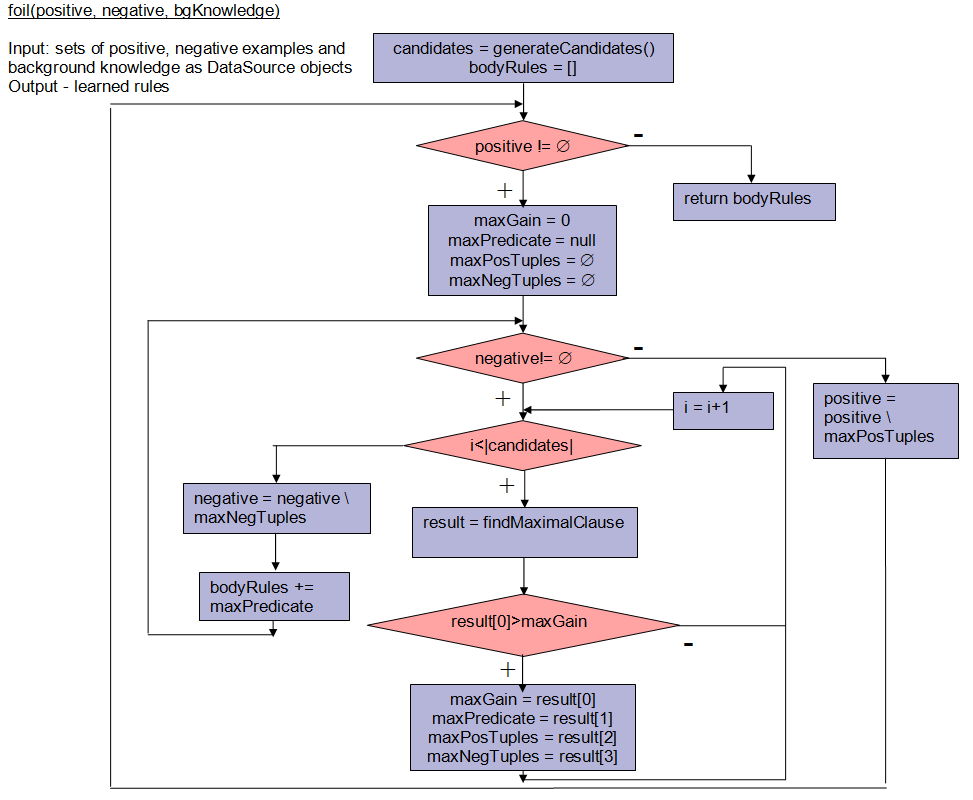 foil(positive, negative, bgKnowledge)
Input: sets of positive, negative examples and
background knowledge as DataSource objects
Output - learned rules
candidates = generateCandidates()
bodyRules = []
positive != ∅
-
+
return bodyRules
maxGain = 0
maxPredicate = null
maxPosTuples = ∅
maxNegTuples = ∅
negative!= ∅
-
+
i = i+1
positive =
positive \
maxPosTuples
i<|candidates|
+
negative = negative \
maxNegTuples
result = findMaximalClause
bodyRules +=
maxPredicate
result[0]>maxGain
-
+
maxGain = result[0]
maxPredicate = result[1]
maxPosTuples = result[2]
maxNegTuples = result[3]